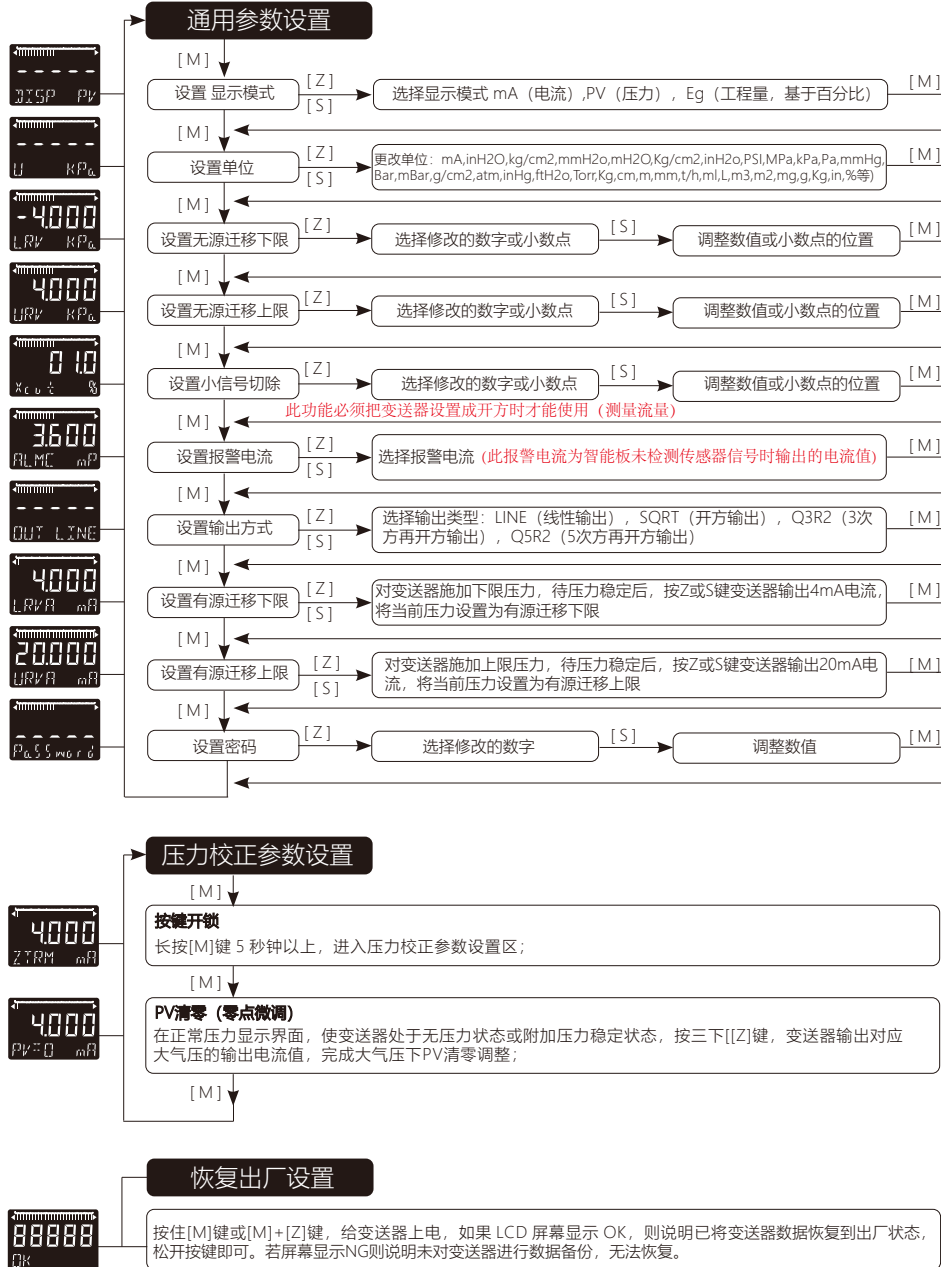 通用参数设置
[M]
DISP PV
设置 显示模式
[Z]
[S]
选择显示模式 mA（电流）,PV（压力），Eg（工程量，基于百分比）
[M]
[M]
U KPa
设置单位
[Z]
[S]
更改单位：mA,inH2O,kg/cm2,mmH2o,mH2O,Kg/cm2,inH2o,PSI,MPa,kPa,Pa,mmHg,
Bar,mBar,g/cm2,atm,inHg,ftH2o,Torr,Kg,cm,m,mm,t/h,ml,L,m3,m2,mg,g,Kg,in,%等)
[M]
[M]
-4.000
LRV KPa
设置无源迁移下限
[Z]
选择修改的数字或小数点
[S]
调整数值或小数点的位置
[M]
[M]
4.000
URV KPa
设置无源迁移上限
[Z]
选择修改的数字或小数点
[S]
调整数值或小数点的位置
[M]
[M]
01.0
Xcut %
设置小信号切除
[Z]
选择修改的数字或小数点
[S]
调整数值或小数点的位置
[M]
此功能必须把变送器设置成开方时才能使用（测量流量）
[M]
3.600
ALMC mP
设置报警电流
[Z]
[S]
选择报警电流 (此报警电流为智能板未检测传感器信号时输出的电流值)
[M]
[M]
OUT LINE
设置输出方式
[Z]
[S]
选择输出类型：LINE（线性输出），SQRT（开方输出），Q3R2（3次
方再开方输出），Q5R2（5次方再开方输出）
[M]
[M]
4.000
LRVA mA
设置有源迁移下限
[Z]
[S]
对变送器施加下限压力，待压力稳定后，按Z或S键变送器输出4mA电流，
将当前压力设置为有源迁移下限
[M]
[M]
20.000
URVA mA
设置有源迁移上限
[Z]
[S]
对变送器施加上限压力，待压力稳定后，按Z或S键变送器输出20mA电
流，将当前压力设置为有源迁移上限
[M]
[M]
PaSSword
设置密码
[Z]
选择修改的数字
[S]
调整数值
[M]
压力校正参数设置
[M]
4.000
ZTRM mA
按键开锁
长按[M]键 5 秒钟以上，进入压力校正参数设置区；
[M]
4.000
PV=0 mA
PV清零（零点微调）
在正常压力显示界面，使变送器处于无压力状态或附加压力稳定状态，按三下[[Z]键，变送器输出对应
大气压的输出电流值，完成大气压下PV清零调整；
[M]
恢复出厂设置
88888
OK
按住[M]键或[M]+[Z]键，给变送器上电，如果 LCD 屏幕显示 OK，则说明已将变送器数据恢复到出厂状态，
松开按键即可。若屏幕显示NG则说明未对变送器进行数据备份，无法恢复。